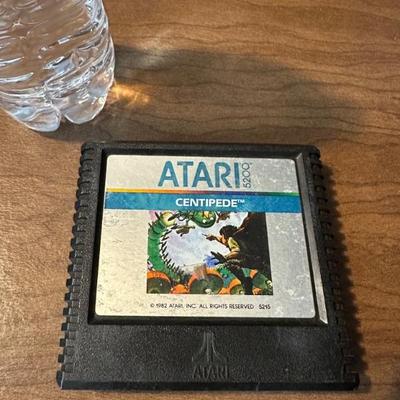 ATARI 5200
CENTIPEDE™
© 1982 ATARI, INC. ALL RIGHTS RESERVED 5215
ATARI